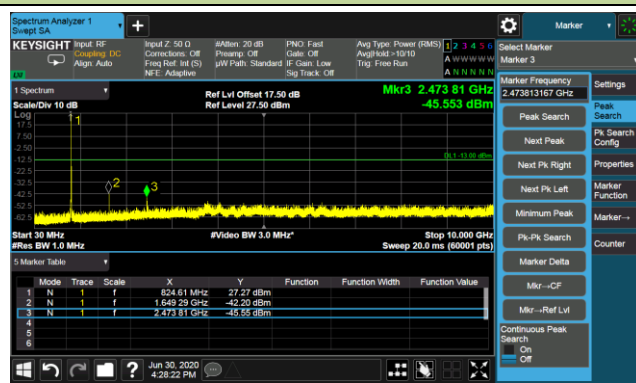 Spectrum Analyzer 1
Swept SA
Marker
KEYSIGHT
Input: RF
Coupling: DC
Align: Auto
Input Z: 50 Ω
Corrections: Off
Freq Ref: Int (S)
NFE: Adaptive
#Atten: 20 dB
Preamp: Off
µW Path: Standard
PNO: Fast
Gate: Off
IF Gain: Low
Sig Track: Off
Avg Type: Power (RMS)
Avg|Hold:>10/10
Trig: Free Run
1 2 3 4 5 6
A W W W W W
A N N N N N
Select Marker
Marker 3
1 Spectrum
Scale/Div 10 dB
Log
Ref Lvl Offset 17.50 dB
Ref Level 27.50 dBm
Mkr3 2.473 81 GHz
-45.553 dBm
17.5
7.50
-2.50
-12.5
-22.5
-32.5
-42.5
-52.5
-62.5
1
2
3
DL1 -13.00 dBm
Start 30 MHz
#Res BW 1.0 MHz
#Video BW 3.0 MHz*
Stop 10.000 GHz
Sweep 20.0 ms (60001 pts)
5 Marker Table
Mode Trace Scale X Y Function Function Width Function Value
1 N 1 f 824.61 MHz 27.27 dBm
2 N 1 f 1.649 29 GHz -42.20 dBm
3 N 1 f 2.473 81 GHz -45.55 dBm
4
5
6
Marker Frequency
2.473813167 GHz
Peak Search
Next Peak
Next Pk Right
Next Pk Left
Minimum Peak
Pk-Pk Search
Marker Delta
Mkr→CF
Mkr→Ref Lvl
Continuous Peak Search
On
Off
Settings
Peak Search
Pk Search Config
Properties
Marker Function
Marker→
Counter
Jun 30, 2020
4:28:22 PM